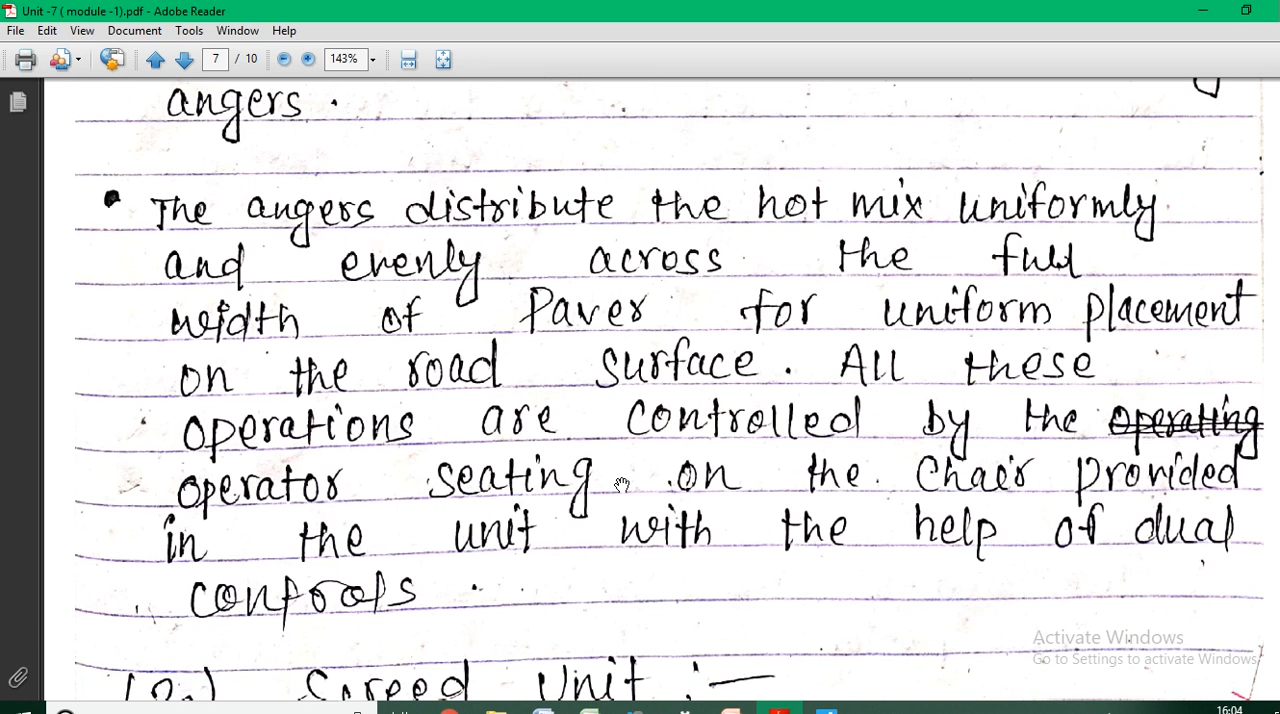 Unit -7 ( module -1).pdf - Adobe Reader
File Edit View Document Tools Window Help
7 / 10 143%
angers.
• The angers distribute the hot mix uniformly
and evenly across the full
width of Paver for uniform placement
on the road surface. All these
operations are controlled by the operating
operator seating on the chair provided
in the unit with the help of dual
controls.
(2.) Screed Unit :—
Activate Windows
Go to Settings to activate Windows.
16:04